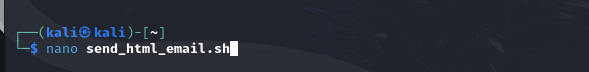 ┌──(kali㉿kali)-[~]
└─$ nano send_html_email.sh